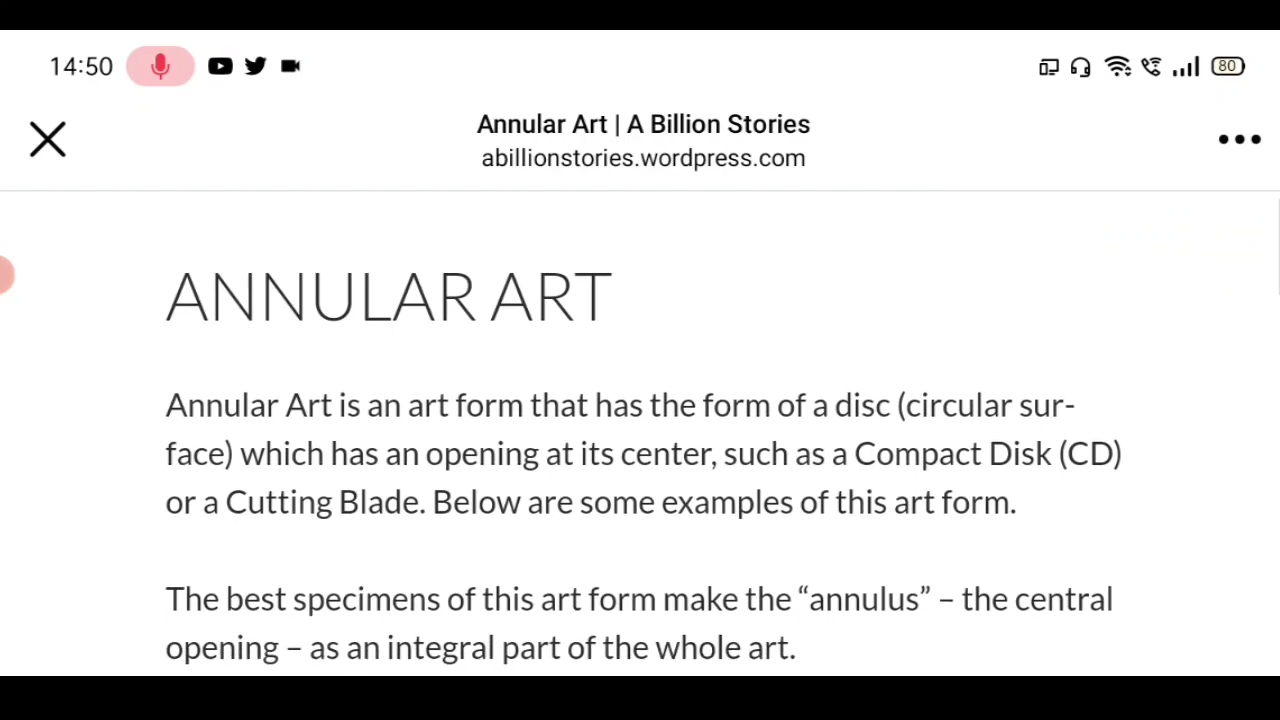 14:50
80
Annular Art | A Billion Stories
abillionstories.wordpress.com
ANNULAR ART
Annular Art is an art form that has the form of a disc (circular sur-
face) which has an opening at its center, such as a Compact Disk (CD)
or a Cutting Blade. Below are some examples of this art form.
The best specimens of this art form make the “annulus” – the central
opening – as an integral part of the whole art.